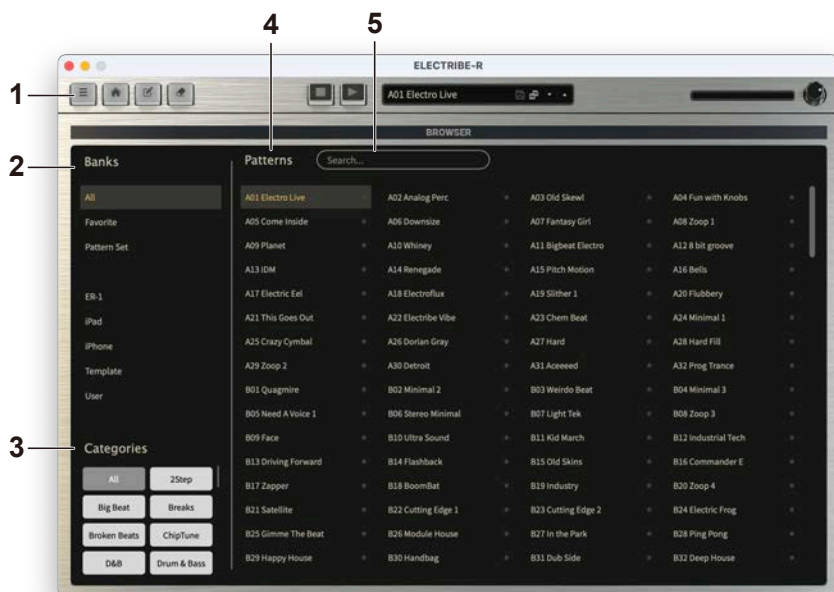 4 5
ELECTRIBE-R
1
A01 Electro Live
BROWSER
2
Banks
Patterns
Search...
All
Favorite
Pattern Set
ER-1
iPad
iPhone
Template
User
3
Categories
All 2Step
Big Beat Breaks
Broken Beats ChipTune
D&B Drum & Bass
A01 Electro Live A02 Analog Perc A03 Old Skewl A04 Fun with Knobs
A05 Come Inside A06 Downsize A07 Fantasy Girl A08 Zoop 1
A09 Planet A10 Whiney A11 Bigbeat Electro A12 8 bit groove
A13 IDM A14 Renegade A15 Pitch Motion A16 Bells
A17 Electric Eel A18 Electroflux A19 Slither 1 A20 Flubbery
A21 This Goes Out A22 Electribe Vibe A23 Chem Beat A24 Minimal 1
A25 Crazy Cymbal A26 Dorian Gray A27 Hard A28 Hard Fill
A29 Zoop 2 A30 Detroit A31 Aceeeed A32 Prog Trance
B01 Quagmire B02 Minimal 2 B03 Weirdo Beat B04 Minimal 3
B05 Need A Voice 1 B06 Stereo Minimal B07 Light Tek B08 Zoop 3
B09 Face B10 Ultra Sound B11 Kid March B12 Industrial Tech
B13 Driving Forward B14 Flashback B15 Old Skins B16 Commander E
B17 Zapper B18 BoomBat B19 Industry B20 Zoop 4
B21 Satellite B22 Cutting Edge 1 B23 Cutting Edge 2 B24 Electric Frog
B25 Gimme The Beat B26 Module House B27 In the Park B28 Ping Pong
B29 Happy House B30 Handbag B31 Dub Side B32 Deep House